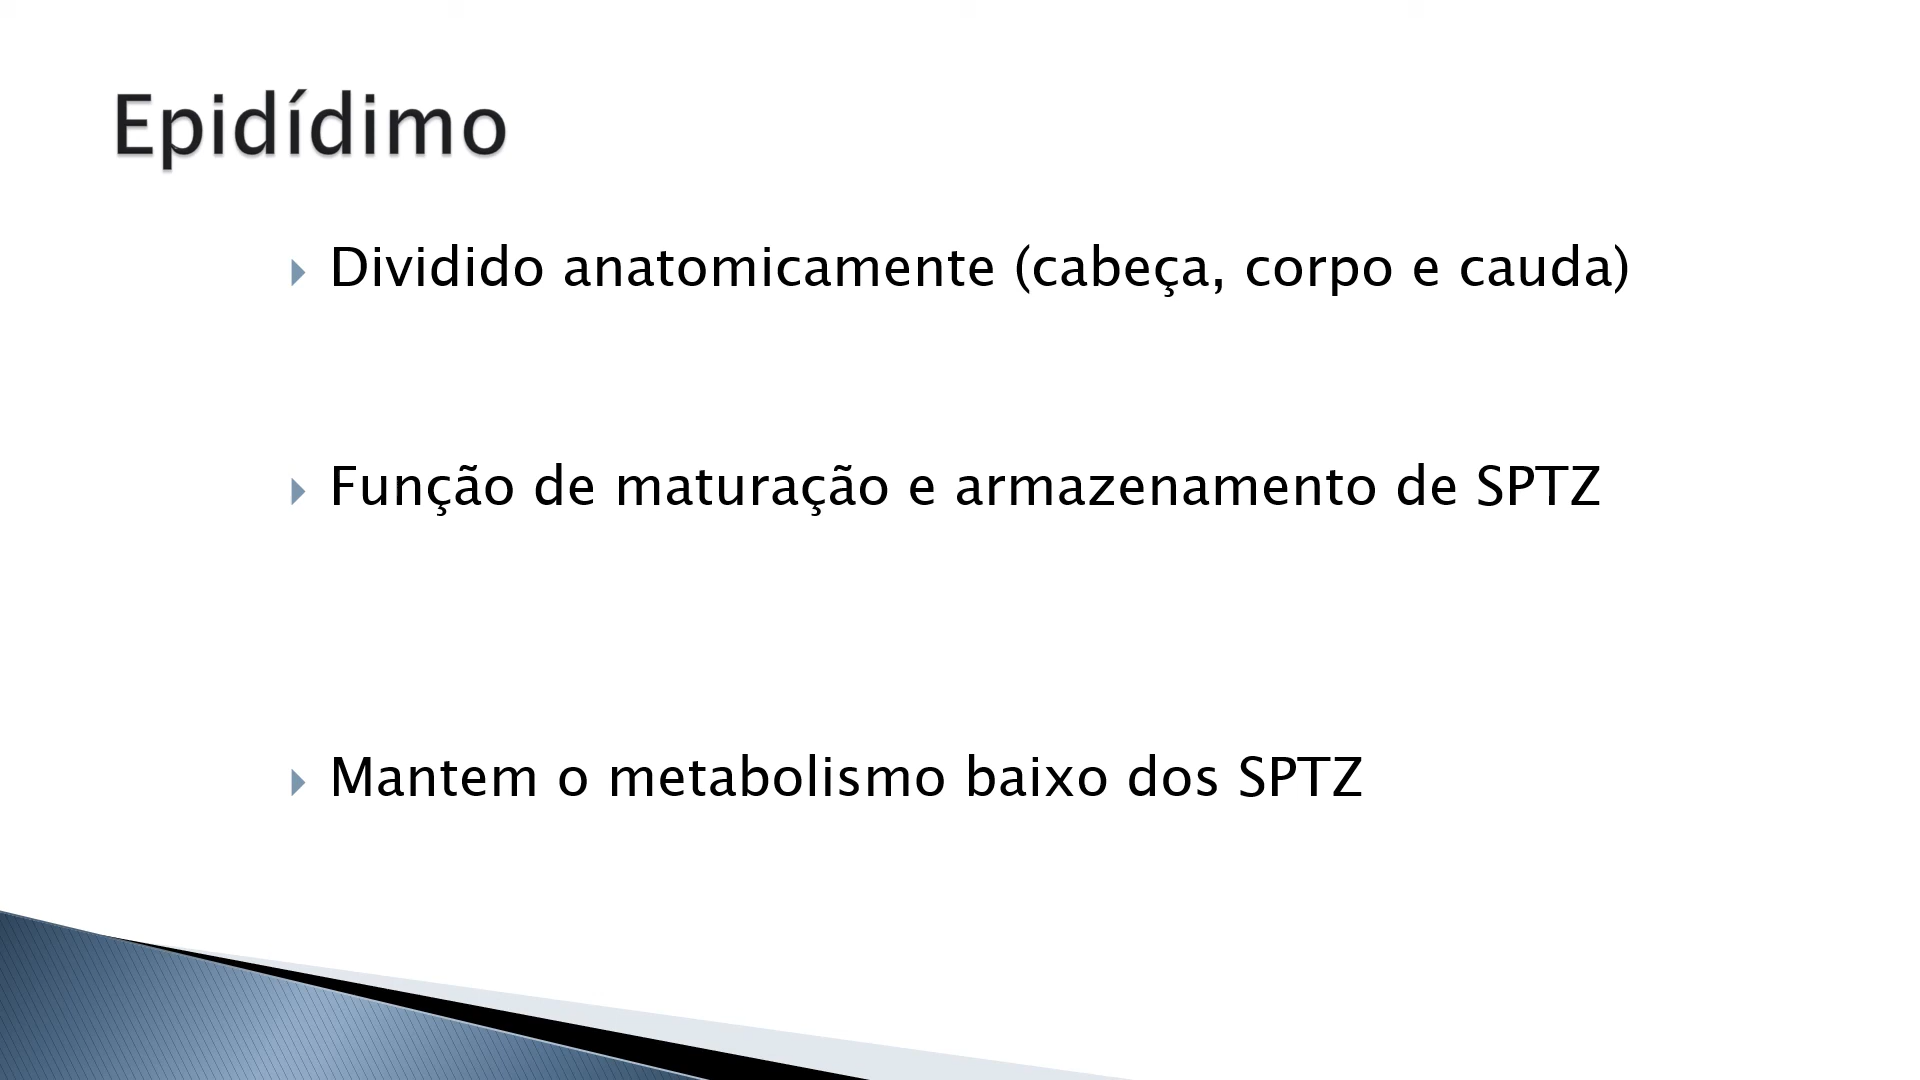 Epidídimo
Dividido anatomicamente (cabeça, corpo e cauda)
Função de maturação e armazenamento de SPTZ
Mantem o metabolismo baixo dos SPTZ